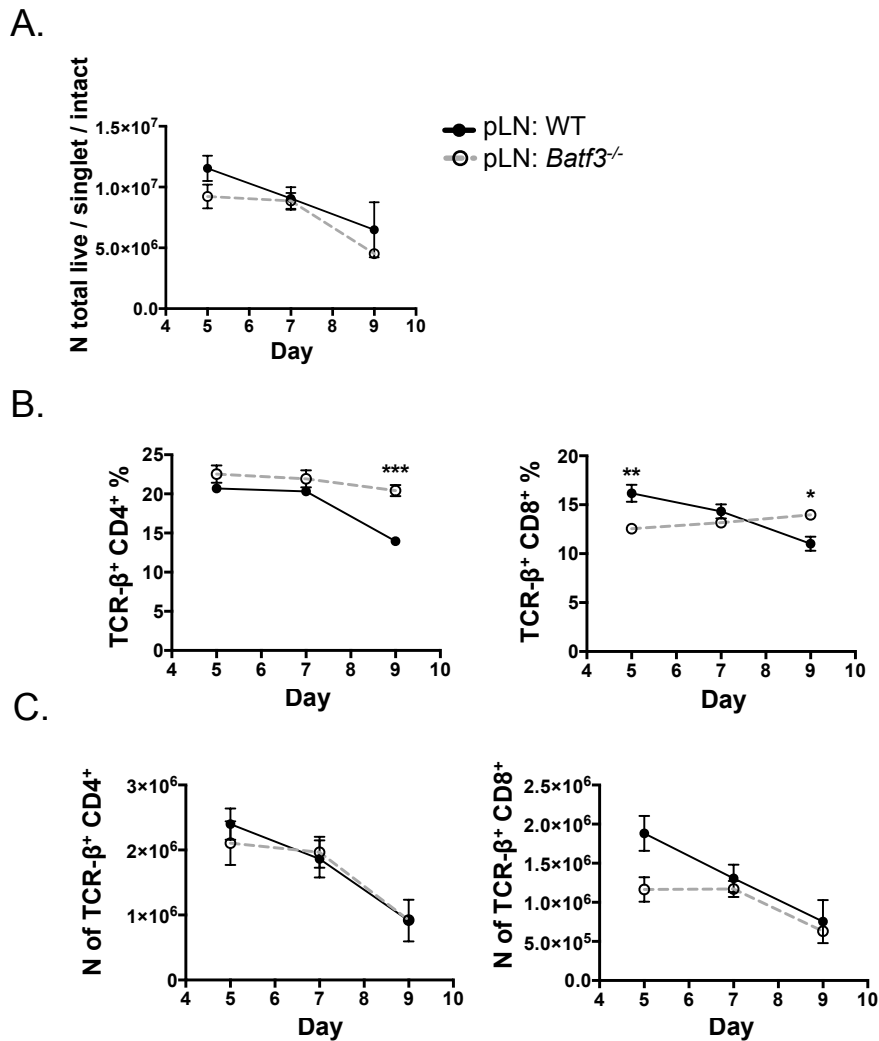 A.
N total live / singlet / intact
1.5×10⁷
1.0×10⁷
5.0×10⁶
0.0
4 5 6 7 8 9 10
Day
pLN: WT
pLN: Batf3⁻/⁻
B.
TCR-β⁺ CD4⁺ %
25
20
15
10
5
0
***
4 5 6 7 8 9 10
Day
TCR-β⁺ CD8⁺ %
20
15
10
5
0
**
*
4 5 6 7 8 9 10
Day
C.
N of TCR-β⁺ CD4⁺
3×10⁶
2×10⁶
1×10⁶
0
4 5 6 7 8 9 10
Day
N of TCR-β⁺ CD8⁺
2.5×10⁶
2.0×10⁶
1.5×10⁶
1.0×10⁶
5.0×10⁵
0.0
4 5 6 7 8 9 10
Day